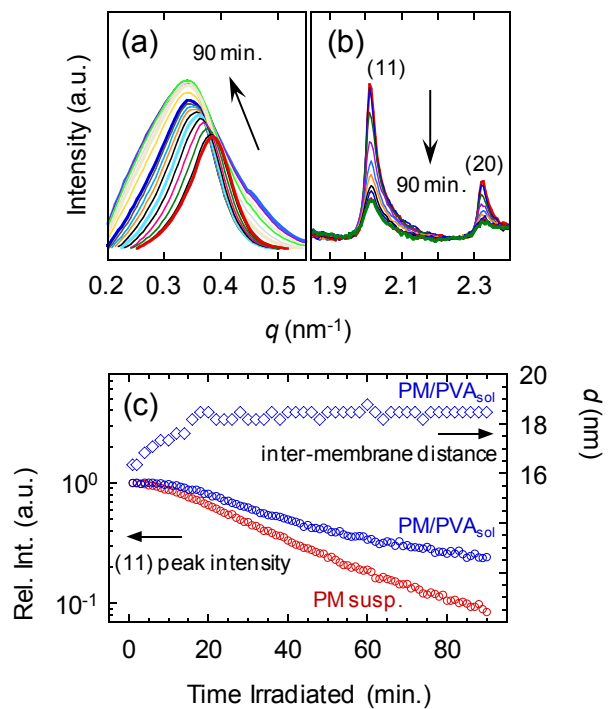 (a)
90 min.
Intensity (a.u.)
0.2 0.3 0.4 0.5
(b)
(11)
(20)
90 min.
1.9 2.1 2.3
q (nm⁻¹)
(c)
PM/PVAsol
20
18
16
d (nm)
inter-membrane distance
10⁰
10⁻¹
Rel. Int. (a.u.)
PM/PVAsol
(11) peak intensity
PM susp.
0 20 40 60 80 100
Time Irradiated (min.)